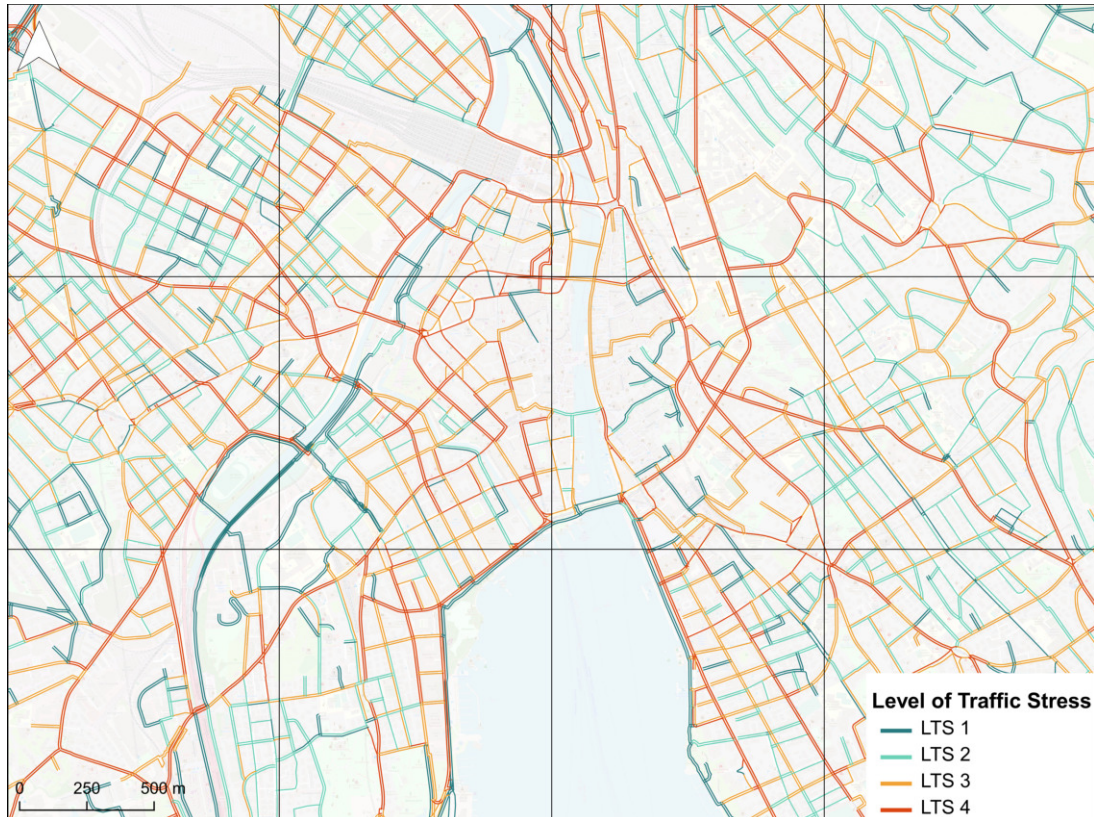 Level of Traffic Stress
LTS 1
LTS 2
LTS 3
LTS 4
0 250 500 m